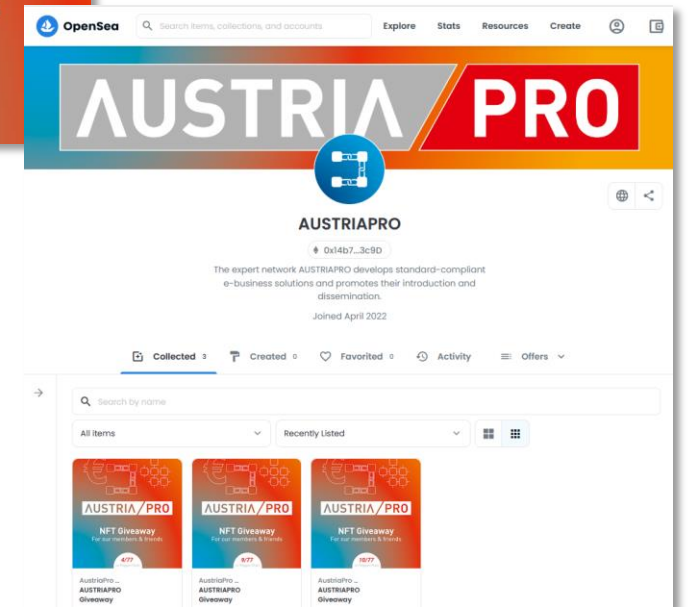 OpenSea
Search items, collections, and accounts
Explore Stats Resources Create
AUSTRIA/PRO
AUSTRIAPRO
0x14b7...3c9D
The expert network AUSTRIAPRO develops standard-compliant
e-business solutions and promotes their introduction and
dissemination.
Joined April 2022
Collected 3 Created 0 Favorited 0 Activity Offers
Search by name
All items Recently Listed
AUSTRIA/PRO
NFT Giveaway
For our members & friends
4/77
AustriaPro ...
AUSTRIAPRO
Giveaway
AUSTRIA/PRO
NFT Giveaway
For our members & friends
9/77
AustriaPro ...
AUSTRIAPRO
Giveaway
AUSTRIA/PRO
NFT Giveaway
For our members & friends
10/77
AustriaPro ...
AUSTRIAPRO
Giveaway